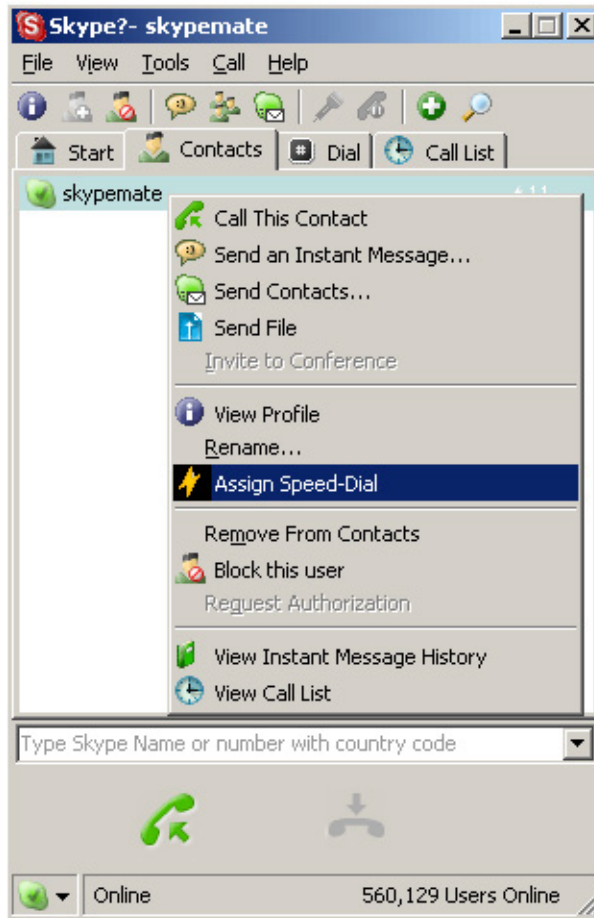 Skype?- skypemate
File View Tools Call Help
Start Contacts Dial Call List
skypemate
Call This Contact
Send an Instant Message...
Send Contacts...
Send File
Invite to Conference
View Profile
Rename...
Assign Speed-Dial
Remove From Contacts
Block this user
Reguest Authorization
View Instant Message History
View Call List
Type Skype Name or number with country code
Online 560,129 Users Online